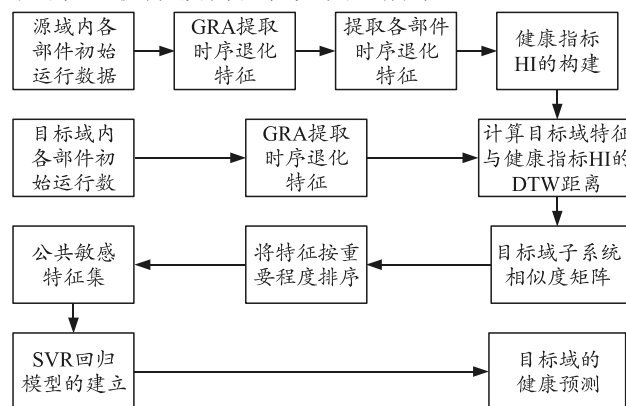 源域内各
部件初始
运行数据
GRA提取
时序退化
特征
提取各部件
时序退化
特征
健康指标
HI的构建
目标域内
各部件初
始运行数
GRA提取
时序退化
特征
计算目标域特征
与健康指标HI的
DTW距离
公共敏感
特征集
将特征按重
要程度排序
目标域子系统
相似度矩阵
SVR回归
模型的建立
目标域的
健康预测